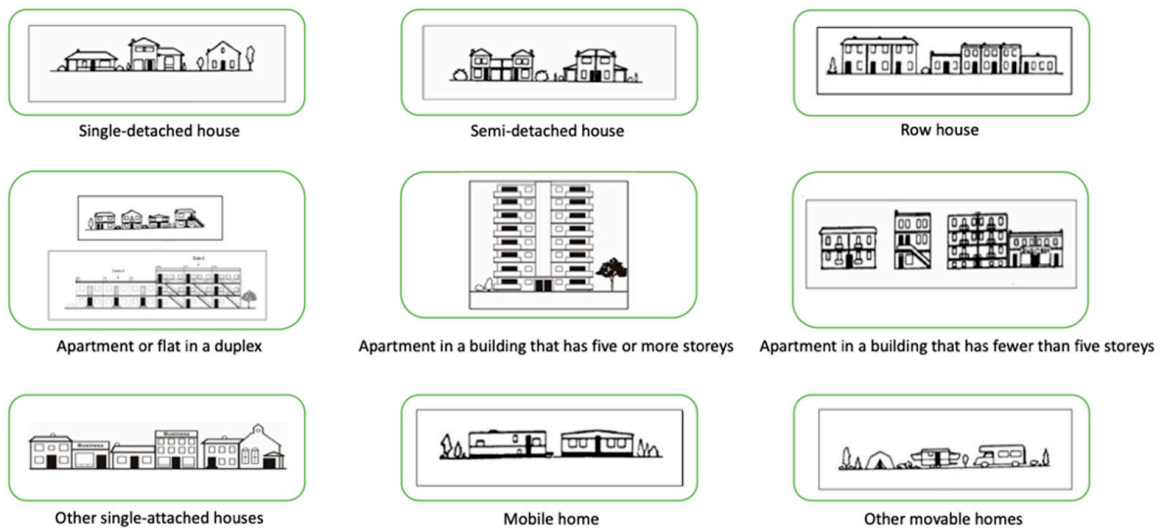 Single-detached house
Semi-detached house
Row house
Apartment or flat in a duplex
Apartment in a building that has five or more storeys
Apartment in a building that has fewer than five storeys
Business
Business
Other single-attached houses
Mobile home
Other movable homes